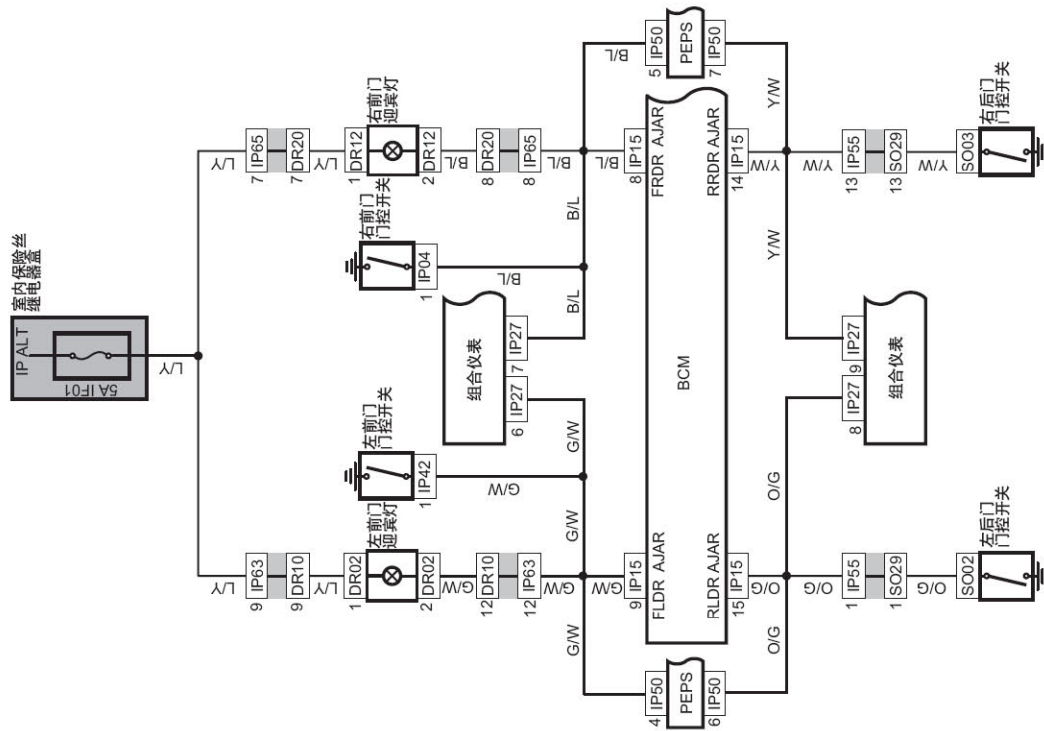 室内保险丝
继电器盒
IP ALT
5A IF01
L/Y
L/Y
L/Y
9 IP63
9 DR10
L/Y
1 DR02
左前门
迎宾灯
2 DR02
G/W
12 DR10
12 IP63
G/W
左前门
门控开关
1 IP42
G/W
7 IP65
7 DR20
L/Y
1 DR12
右前门
迎宾灯
2 DR12
B/L
8 DR20
8 IP65
B/L
右前门
门控开关
1 IP04
B/L
组合仪表
6 IP27
7 IP27
G/W
G/W
G/W
B/L
B/L
B/L
4 IP50
PEPS
6 IP50
5 IP50
PEPS
7 IP50
G/W
9 IP15
FLDR AJAR
B/L
8 IP15
FRDR AJAR
BCM
RLDR AJAR
15 IP15
O/G
RRDR AJAR
14 IP15
Y/W
O/G
O/G
Y/W
Y/W
8 IP27
9 IP27
组合仪表
O/G
1 IP55
1 SO29
O/G
SO02
左后门
门控开关
Y/W
13 IP55
13 SO29
Y/W
SO03
右后门
门控开关